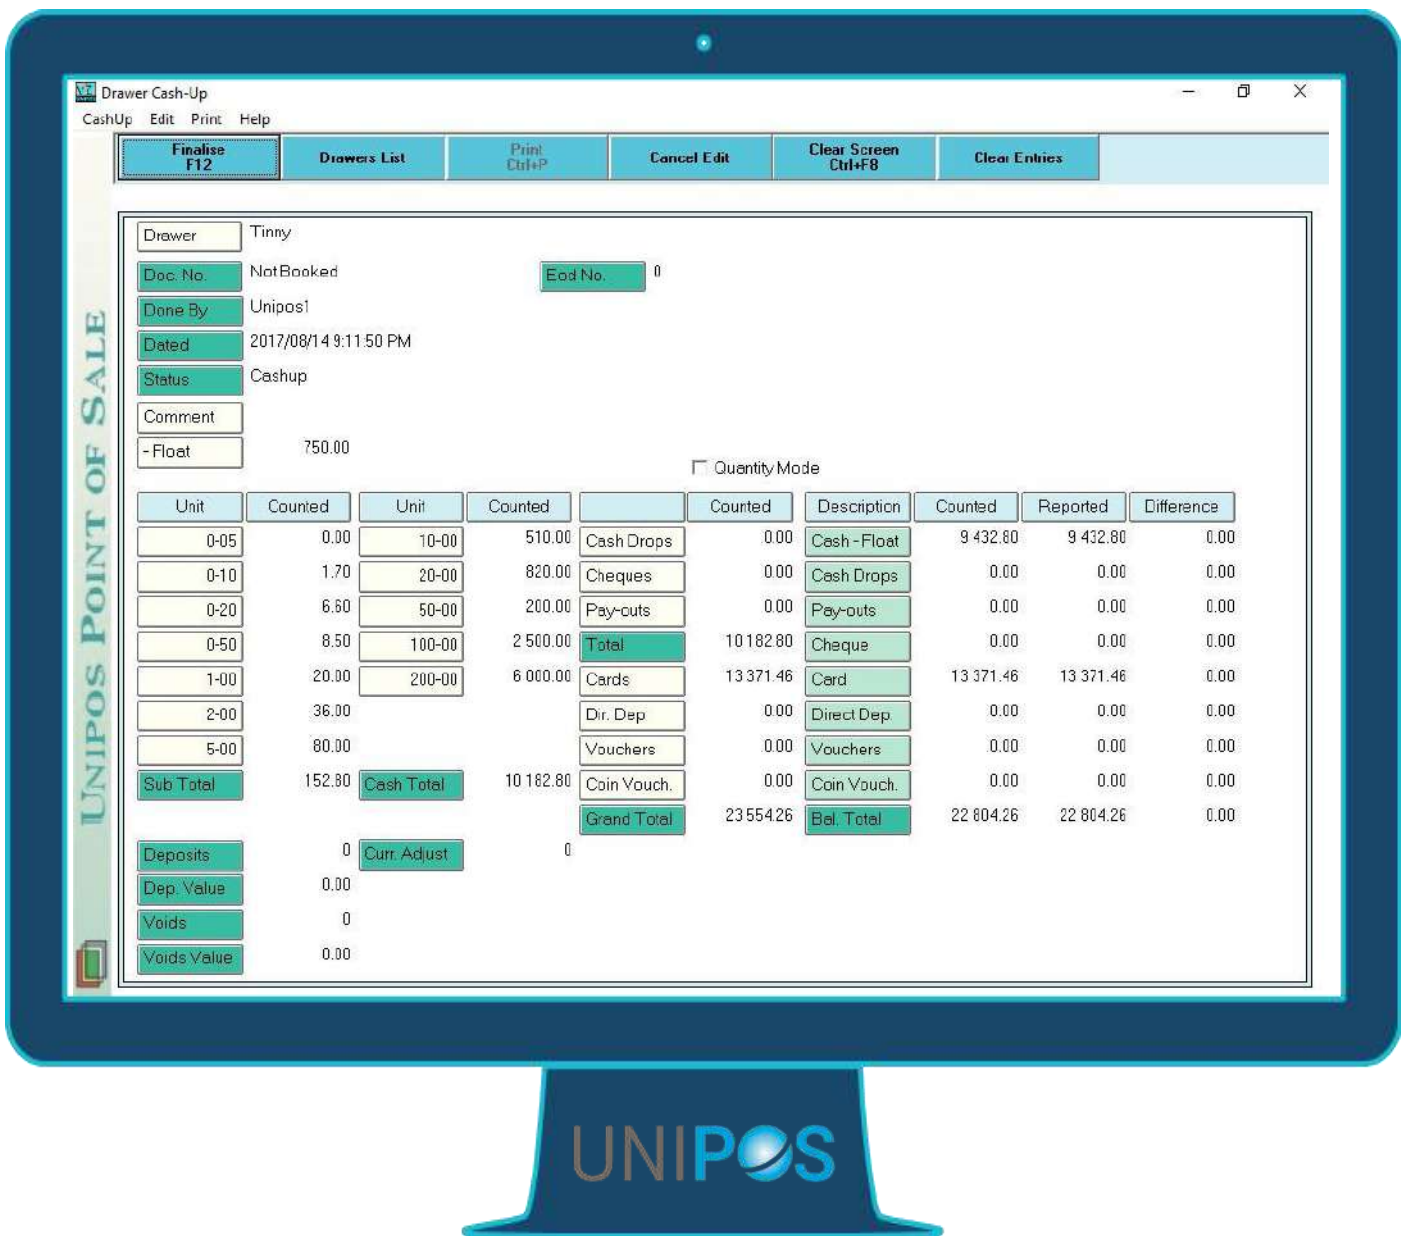 Drawer Cash-Up
CashUp Edit Print Help
Finalise F12 Drawers List Print Ctrl+P Cancel Edit Clear Screen Ctrl+F8 Clear Entries
UNIPOS POINT OF SALE
Drawer Tinny
Doc. No. Not Booked Eod No. 0
Done By Unipos1
Dated 2017/08/14 9:11:50 PM
Status Cashup
Comment
- Float 750.00
Quantity Mode
Unit Counted Unit Counted Counted Description Counted Reported Difference
0-05 0.00 10-00 510.00 Cash Drops 0.00 Cash - Float 9 432.80 9 432.80 0.00
0-10 1.70 20-00 820.00 Cheques 0.00 Cash Drops 0.00 0.00 0.00
0-20 6.60 50-00 200.00 Pay-outs 0.00 Pay-outs 0.00 0.00 0.00
0-50 8.50 100-00 2 500.00 Total 10 182.80 Cheque 0.00 0.00 0.00
1-00 20.00 200-00 6 000.00 Cards 13 371.46 Card 13 371.46 13 371.46 0.00
2-00 36.00 Dir. Dep 0.00 Direct Dep. 0.00 0.00 0.00
5-00 80.00 Vouchers 0.00 Vouchers 0.00 0.00 0.00
Sub Total 152.80 Cash Total 10 182.80 Coin Vouch. 0.00 Coin Vouch. 0.00 0.00 0.00
Grand Total 23 554.26 Bal. Total 22 804.26 22 804.26 0.00
Deposits 0 Curr. Adjust 0
Dep. Value 0.00
Voids 0
Voids Value 0.00
UNIPOS